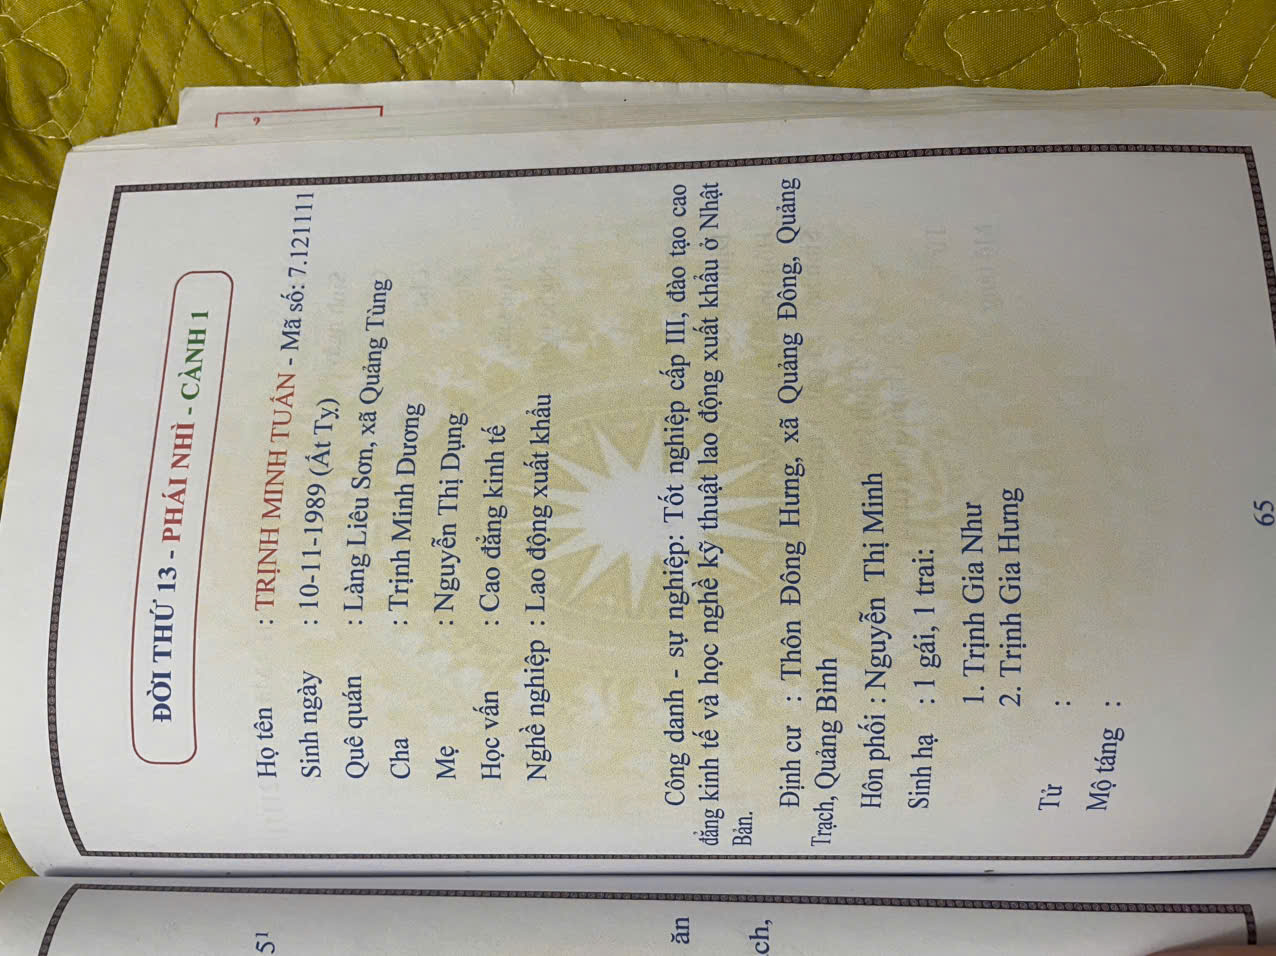 ĐỜI THỨ 13 - PHÁI NHÌ - CÀNH 1
Họ tên : TRỊNH MINH TUẤN - Mã số: 7.121111
Sinh ngày : 10-11-1989 (Ất Tỵ)
Quê quán : Làng Liêu Sơn, xã Quảng Tùng
Cha : Trịnh Minh Dương
Mẹ : Nguyễn Thị Dụng
Học vấn : Cao đẳng kinh tế
Nghề nghiệp : Lao động xuất khẩu
Công danh - sự nghiệp: Tốt nghiệp cấp III, đào tạo cao
đẳng kinh tế và học nghề kỹ thuật lao động xuất khẩu ở Nhật
Bản.
Định cư : Thôn Đông Hưng, xã Quảng Đông, Quảng
Trạch, Quảng Bình
Hôn phối : Nguyễn Thị Minh
Sinh hạ : 1 gái, 1 trai:
1. Trịnh Gia Như
2. Trịnh Gia Hưng
Tử :
Mộ táng :
65
5¹
ăn
ch,